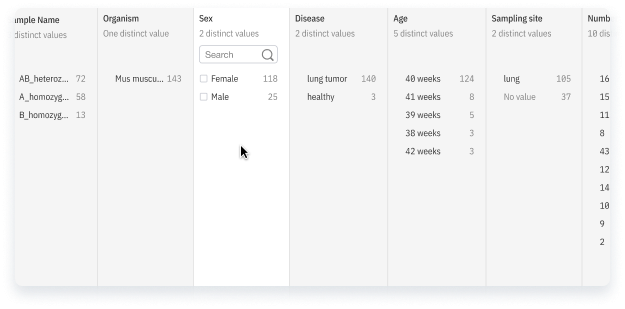 mple Name
distinct values
AB_heteroz... 72
A_homozyg... 58
B_homozyg... 13
Organism
One distinct value
Mus muscu... 143
Sex
2 distinct values
Search
Female 118
Male 25
Disease
2 distinct values
lung tumor 140
healthy 3
Age
5 distinct values
40 weeks 124
41 weeks 8
39 weeks 5
38 weeks 3
42 weeks 3
Sampling site
2 distinct values
lung 105
No value 37
Numb
10 dis
16
15
11
8
43
12
14
10
9
2